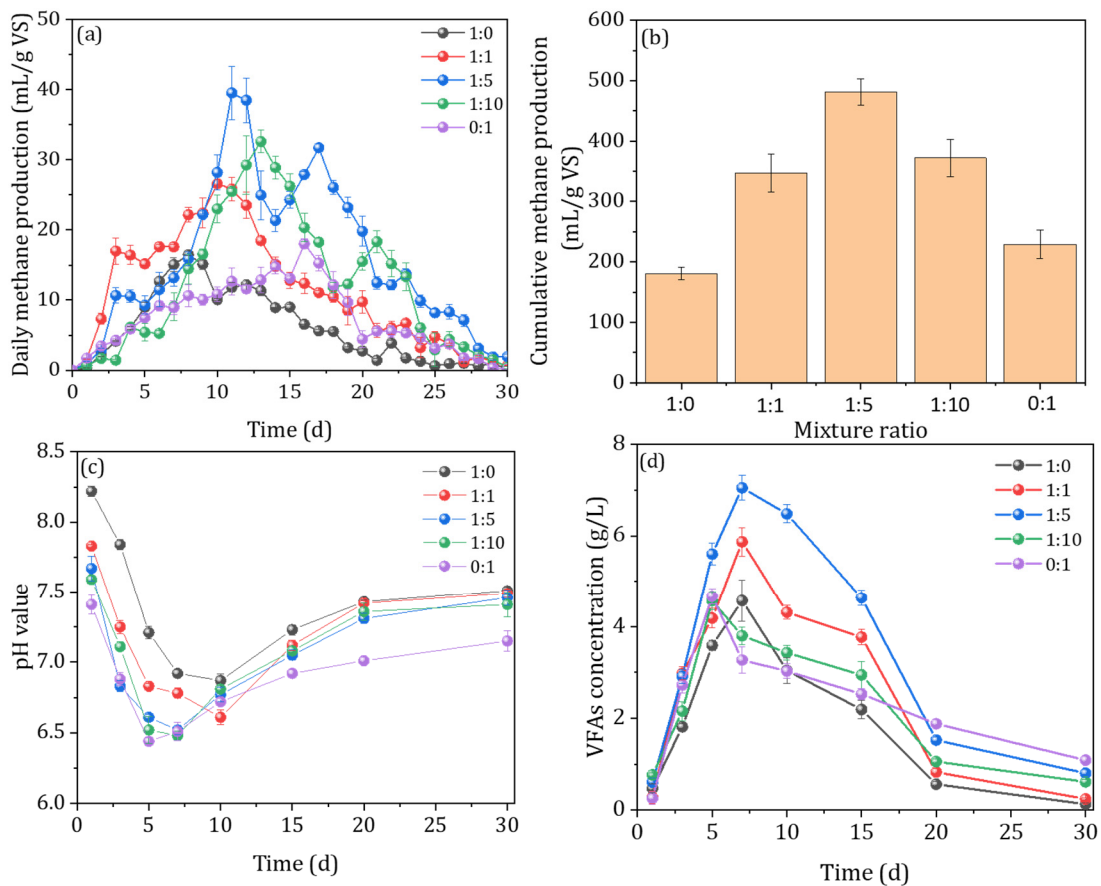 Daily methane production (mL/g VS)
(a)
1:0
1:1
1:5
1:10
0:1
50
40
30
20
10
0
0 5 10 15 20 25 30
Time (d)
Cumulative methane production
(mL/g VS)
(b)
600
500
400
300
200
100
0
1:0 1:1 1:5 1:10 0:1
Mixture ratio
pH value
(c)
1:0
1:1
1:5
1:10
0:1
8.5
8.0
7.5
7.0
6.5
6.0
0 5 10 15 20 25 30
Time (d)
VFAs concentration (g/L)
(d)
1:0
1:1
1:5
1:10
0:1
8
6
4
2
0
0 5 10 15 20 25 30
Time (d)